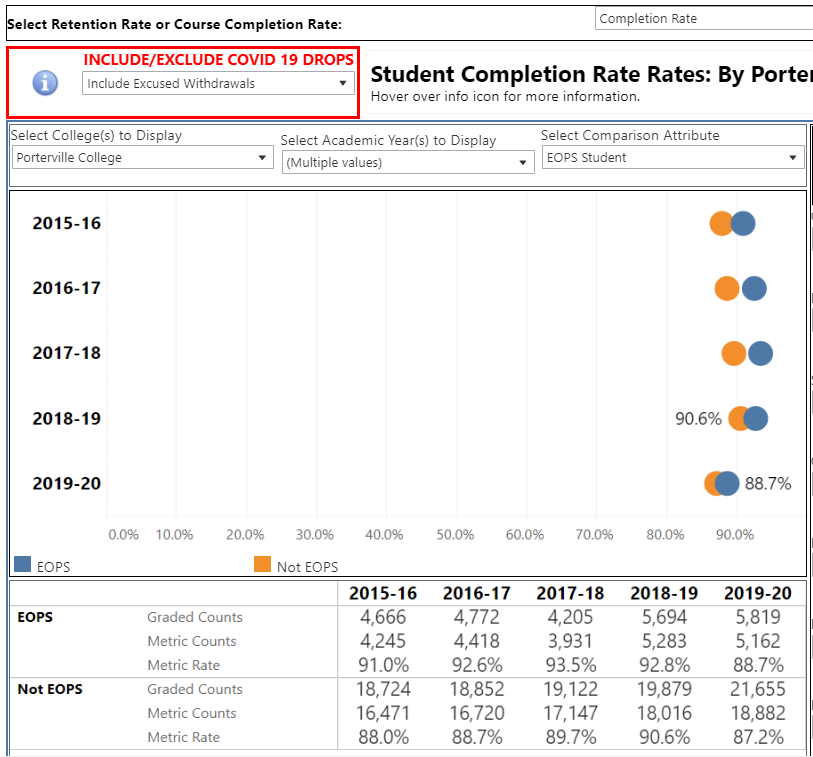 Select Retention Rate or Course Completion Rate:
Completion Rate
INCLUDE/EXCLUDE COVID 19 DROPS
Include Excused Withdrawals
Student Completion Rate Rates: By Porter
Hover over info icon for more information.
Select College(s) to Display
Porterville College
Select Academic Year(s) to Display
(Multiple values)
Select Comparison Attribute
EOPS Student
2015-16
2016-17
2017-18
2018-19 90.6%
2019-20 88.7%
0.0% 10.0% 20.0% 30.0% 40.0% 50.0% 60.0% 70.0% 80.0% 90.0%
EOPS Not EOPS
2015-16 2016-17 2017-18 2018-19 2019-20
EOPS Graded Counts 4,666 4,772 4,205 5,694 5,819
Metric Counts 4,245 4,418 3,931 5,283 5,162
Metric Rate 91.0% 92.6% 93.5% 92.8% 88.7%
Not EOPS Graded Counts 18,724 18,852 19,122 19,879 21,655
Metric Counts 16,471 16,720 17,147 18,016 18,882
Metric Rate 88.0% 88.7% 89.7% 90.6% 87.2%